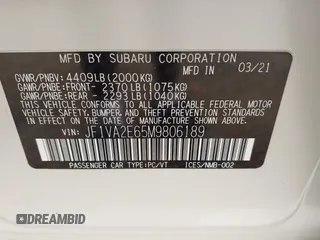 MFD BY SUBARU CORPORATION
03/21
GVWR/PNBV: 4409LB (2000KG)
GAWR/PNBE:FRONT- 2370LB (1075KG)
GAWR/PNBE:REAR - 2293LB (1040KG)
THIS VEHICLE CONFORMS TO ALL APPLICABLE
FEDERAL MOTOR VEHICLE SAFETY, BUMPER,
AND THEFT PREVENTION STANDARDS
IN EFFECT ON THE DATE OF
MANUFACTURE SHOWN ABOVE.
VIN: JF1VA2E65M9806189
PASSENGER CAR TYPE:PC/VT ICES/NMB-002
DREAMBID